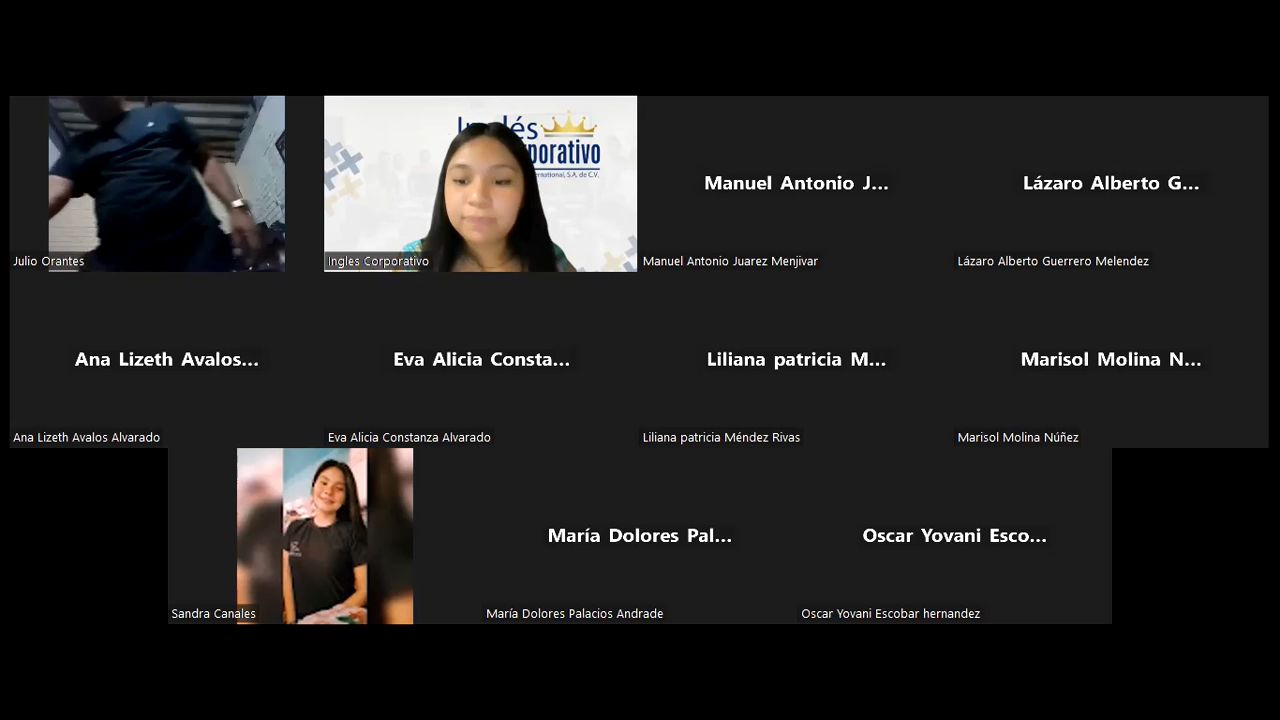 Inglés
Corporativo
International, S.A. de C.V.
Julio Orantes
Ingles Corporativo
Manuel Antonio J...
Manuel Antonio Juarez Menjivar
Lázaro Alberto G...
Lázaro Alberto Guerrero Melendez
Ana Lizeth Avalos...
Ana Lizeth Avalos Alvarado
Eva Alicia Consta...
Eva Alicia Constanza Alvarado
Liliana patricia M...
Liliana patricia Méndez Rivas
Marisol Molina N...
Marisol Molina Núñez
Sandra Canales
María Dolores Pal...
María Dolores Palacios Andrade
Oscar Yovani Esco...
Oscar Yovani Escobar hernandez